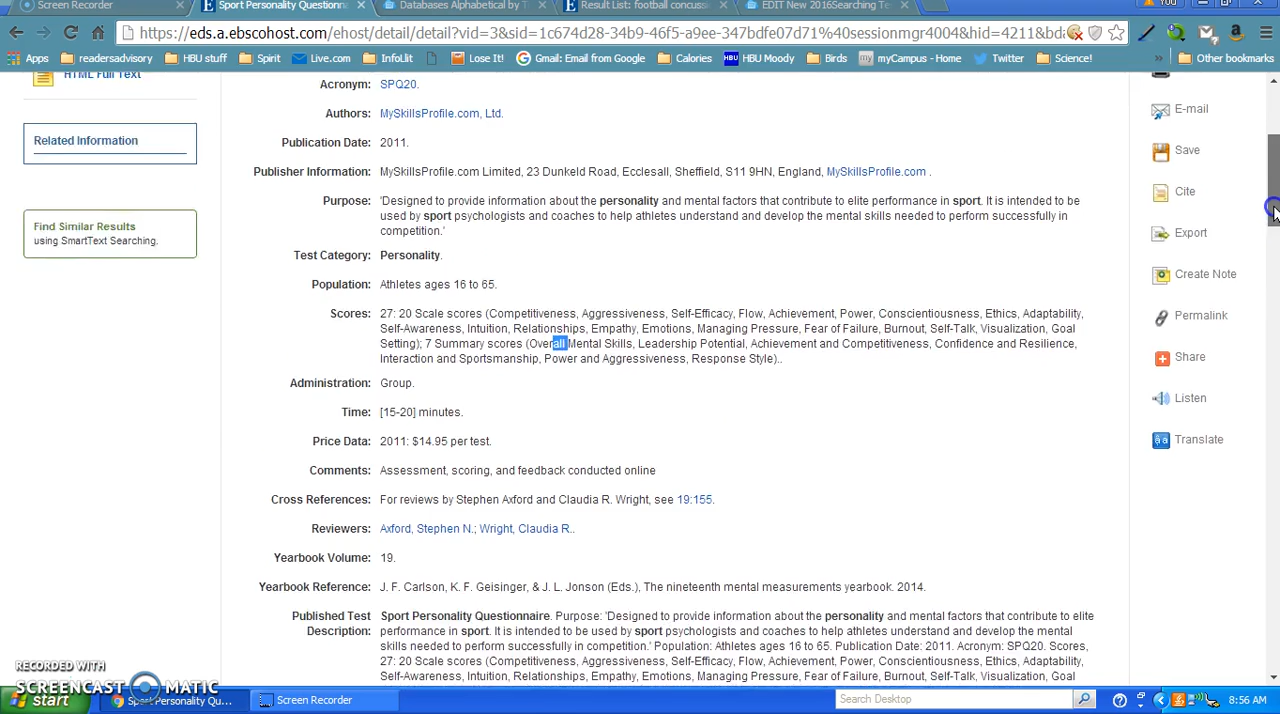 Screen Recorder
Sport Personality Questionn
Databases Alphabetical by T
Result List: football concuss
EDIT New 2016Searching Te
You
https://eds.a.ebscohost.com/ehost/detail/detail?vid=3&sid=1c674d28-34b9-46f5-a9ee-347bdfe07d71%40sessionmgr4004&hid=4211&bd
Apps readersadvisory HBU stuff Spirit Live.com InfoLit Lose It! Gmail: Email from Google Calories HBU Moody Birds myCampus - Home Twitter Science! » Other bookmarks
HTML Full Text
Related Information
Find Similar Results
using SmartText Searching.
Acronym: SPQ20.
Authors: MySkillsProfile.com, Ltd.
Publication Date: 2011.
Publisher Information: MySkillsProfile.com Limited, 23 Dunkeld Road, Ecclesall, Sheffield, S11 9HN, England, MySkillsProfile.com .
Purpose: 'Designed to provide information about the personality and mental factors that contribute to elite performance in sport. It is intended to be
used by sport psychologists and coaches to help athletes understand and develop the mental skills needed to perform successfully in
competition.'
Test Category: Personality.
Population: Athletes ages 16 to 65.
Scores: 27: 20 Scale scores (Competitiveness, Aggressiveness, Self-Efficacy, Flow, Achievement, Power, Conscientiousness, Ethics, Adaptability,
Self-Awareness, Intuition, Relationships, Empathy, Emotions, Managing Pressure, Fear of Failure, Burnout, Self-Talk, Visualization, Goal
Setting); 7 Summary scores (Overall Mental Skills, Leadership Potential, Achievement and Competitiveness, Confidence and Resilience,
Interaction and Sportsmanship, Power and Aggressiveness, Response Style)..
Administration: Group.
Time: [15-20] minutes.
Price Data: 2011: $14.95 per test.
Comments: Assessment, scoring, and feedback conducted online
Cross References: For reviews by Stephen Axford and Claudia R. Wright, see 19:155.
Reviewers: Axford, Stephen N.; Wright, Claudia R..
Yearbook Volume: 19.
Yearbook Reference: J. F. Carlson, K. F. Geisinger, & J. L. Jonson (Eds.), The nineteenth mental measurements yearbook. 2014.
Published Test Description: Sport Personality Questionnaire. Purpose: 'Designed to provide information about the personality and mental factors that contribute to elite
performance in sport. It is intended to be used by sport psychologists and coaches to help athletes understand and develop the mental
skills needed to perform successfully in competition.' Population: Athletes ages 16 to 65. Publication Date: 2011. Acronym: SPQ20. Scores,
27: 20 Scale scores (Competitiveness, Aggressiveness, Self-Efficacy, Flow, Achievement, Power, Conscientiousness, Ethics, Adaptability,
Self-Awareness, Intuition, Relationships, Empathy, Emotions, Managing Pressure, Fear of Failure, Burnout, Self-Talk, Visualization, Goal
E-mail
Save
Cite
Export
Create Note
Permalink
Share
Listen
Translate
RECORDED WITH
SCREENCAST MATIC
start
Sport Personality Qu...
Screen Recorder
Search Desktop
8:56 AM